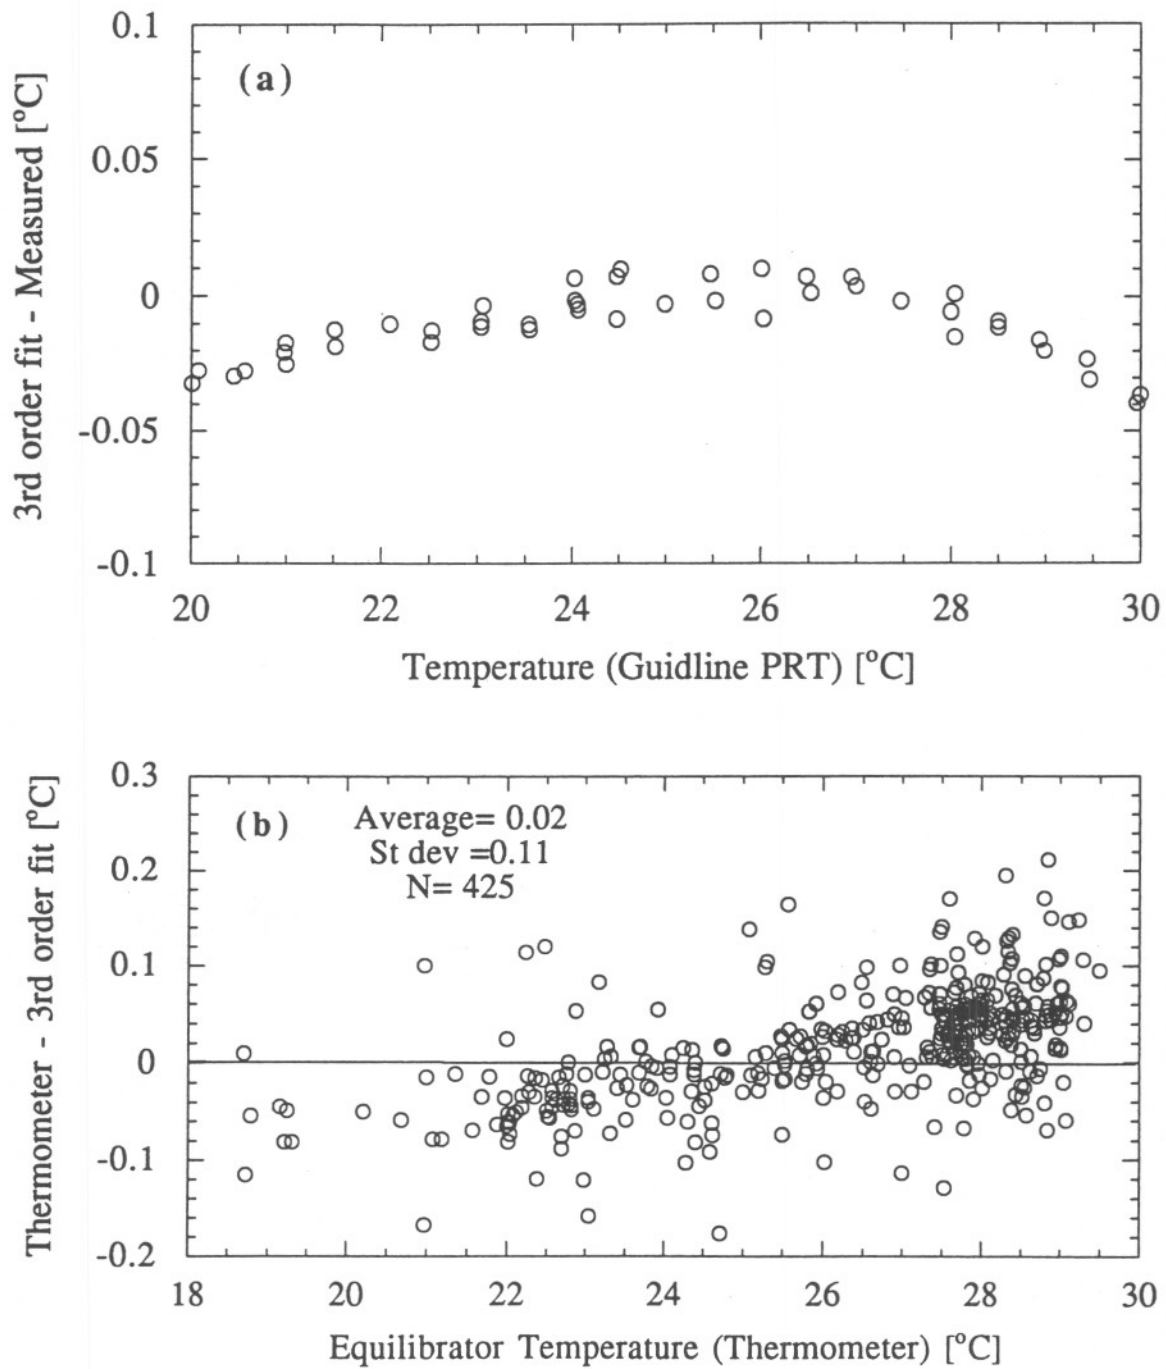 0.1
(a)
0.05
0
-0.05
-0.1
3rd order fit - Measured [°C]
20 22 24 26 28 30
Temperature (Guidline PRT) [°C]
0.3
(b)
Average= 0.02
St dev =0.11
N= 425
0.2
0.1
0
-0.1
-0.2
Thermometer - 3rd order fit [°C]
18 20 22 24 26 28 30
Equilibrator Temperature (Thermometer) [°C]